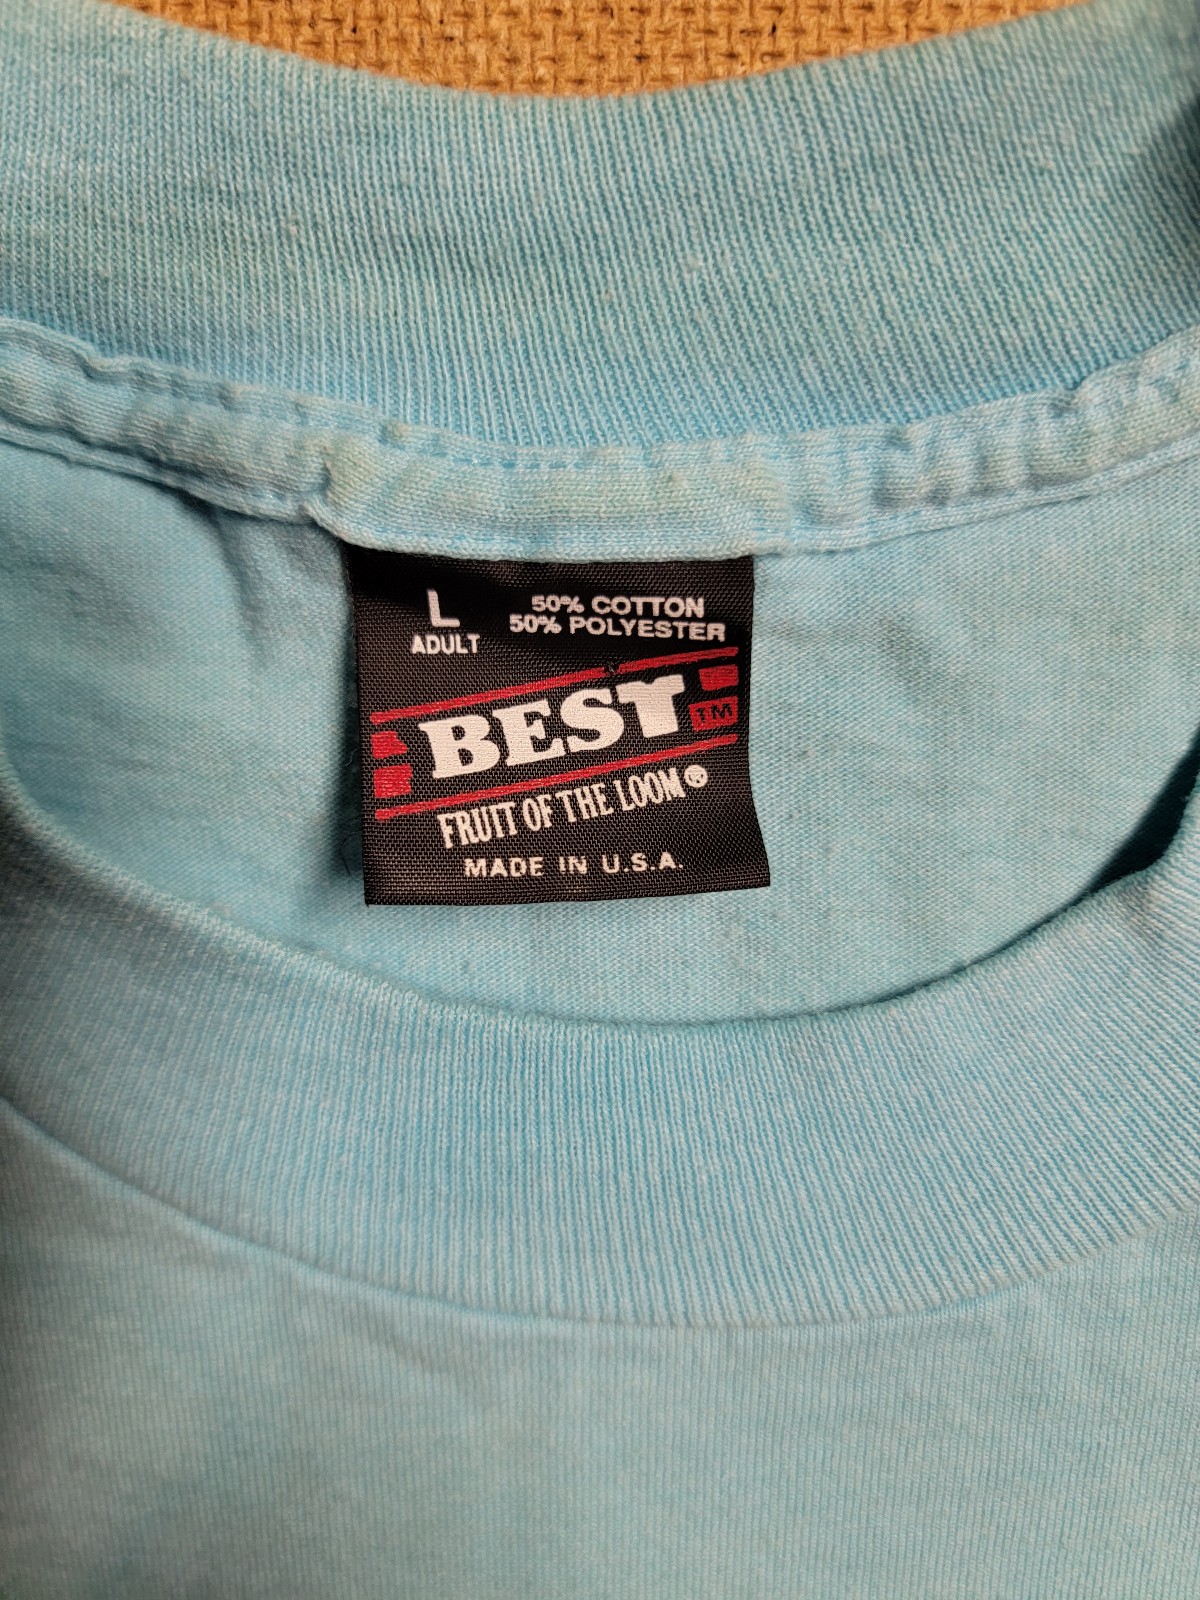 L
ADULT
50% COTTON
50% POLYESTER
BEST
TM
FRUIT OF THE LOOM®
MADE IN U.S.A.